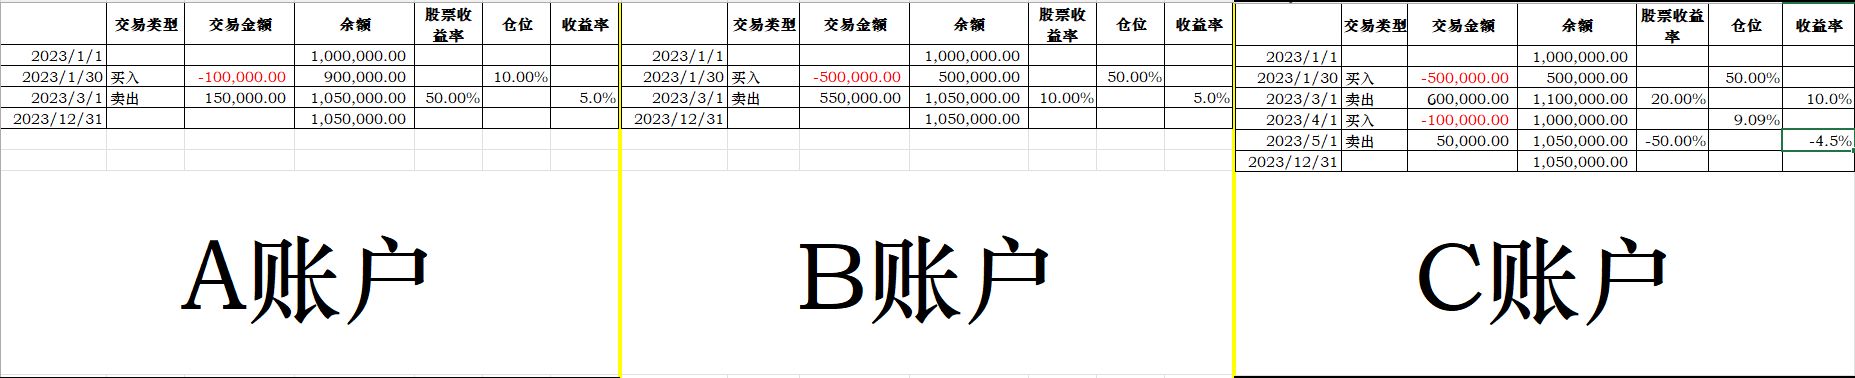 交易类型 交易金额 余额 股票收益率 仓位 收益率
2023/1/1 1,000,000.00
2023/1/30 买入 -100,000.00 900,000.00 10.00%
2023/3/1 卖出 150,000.00 1,050,000.00 50.00% 5.0%
2023/12/31 1,050,000.00
A账户
交易类型 交易金额 余额 股票收益率 仓位 收益率
2023/1/1 1,000,000.00
2023/1/30 买入 -500,000.00 500,000.00 50.00%
2023/3/1 卖出 550,000.00 1,050,000.00 10.00% 5.0%
2023/12/31 1,050,000.00
B账户
交易类型 交易金额 余额 股票收益率 仓位 收益率
2023/1/1 1,000,000.00
2023/1/30 买入 -500,000.00 500,000.00 50.00%
2023/3/1 卖出 600,000.00 1,100,000.00 20.00% 10.0%
2023/4/1 买入 -100,000.00 1,000,000.00 9.09%
2023/5/1 卖出 50,000.00 1,050,000.00 -50.00% -4.5%
2023/12/31 1,050,000.00
C账户